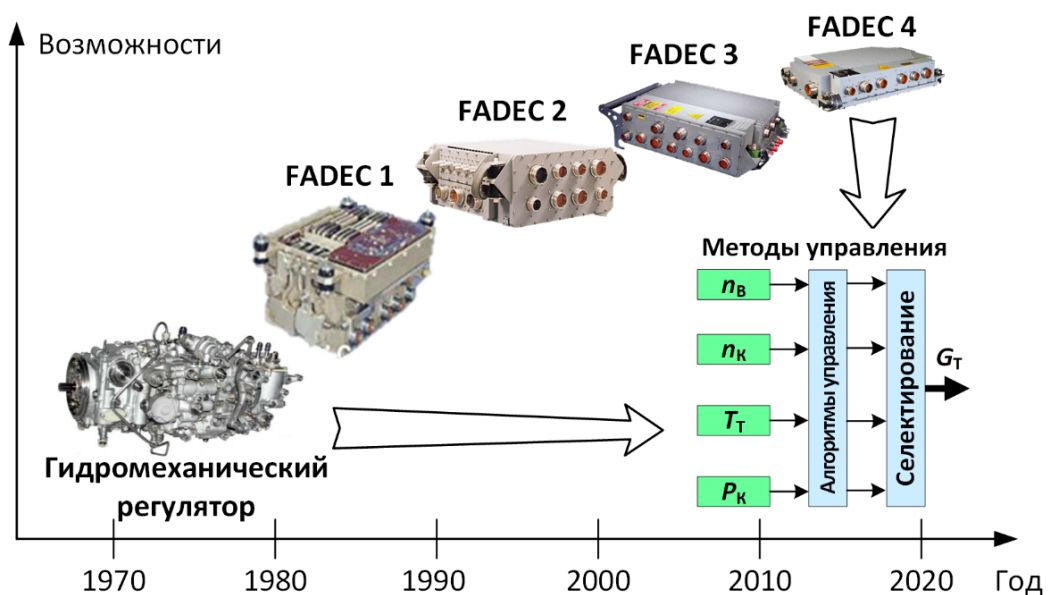 Возможности
FADEC 4
FADEC 3
FADEC 2
FADEC 1
Методы управления
nВ
nК
TТ
PК
Алгоритмы управления
Селектирование
GТ
Гидромеханический
регулятор
1970 1980 1990 2000 2010 2020 Год